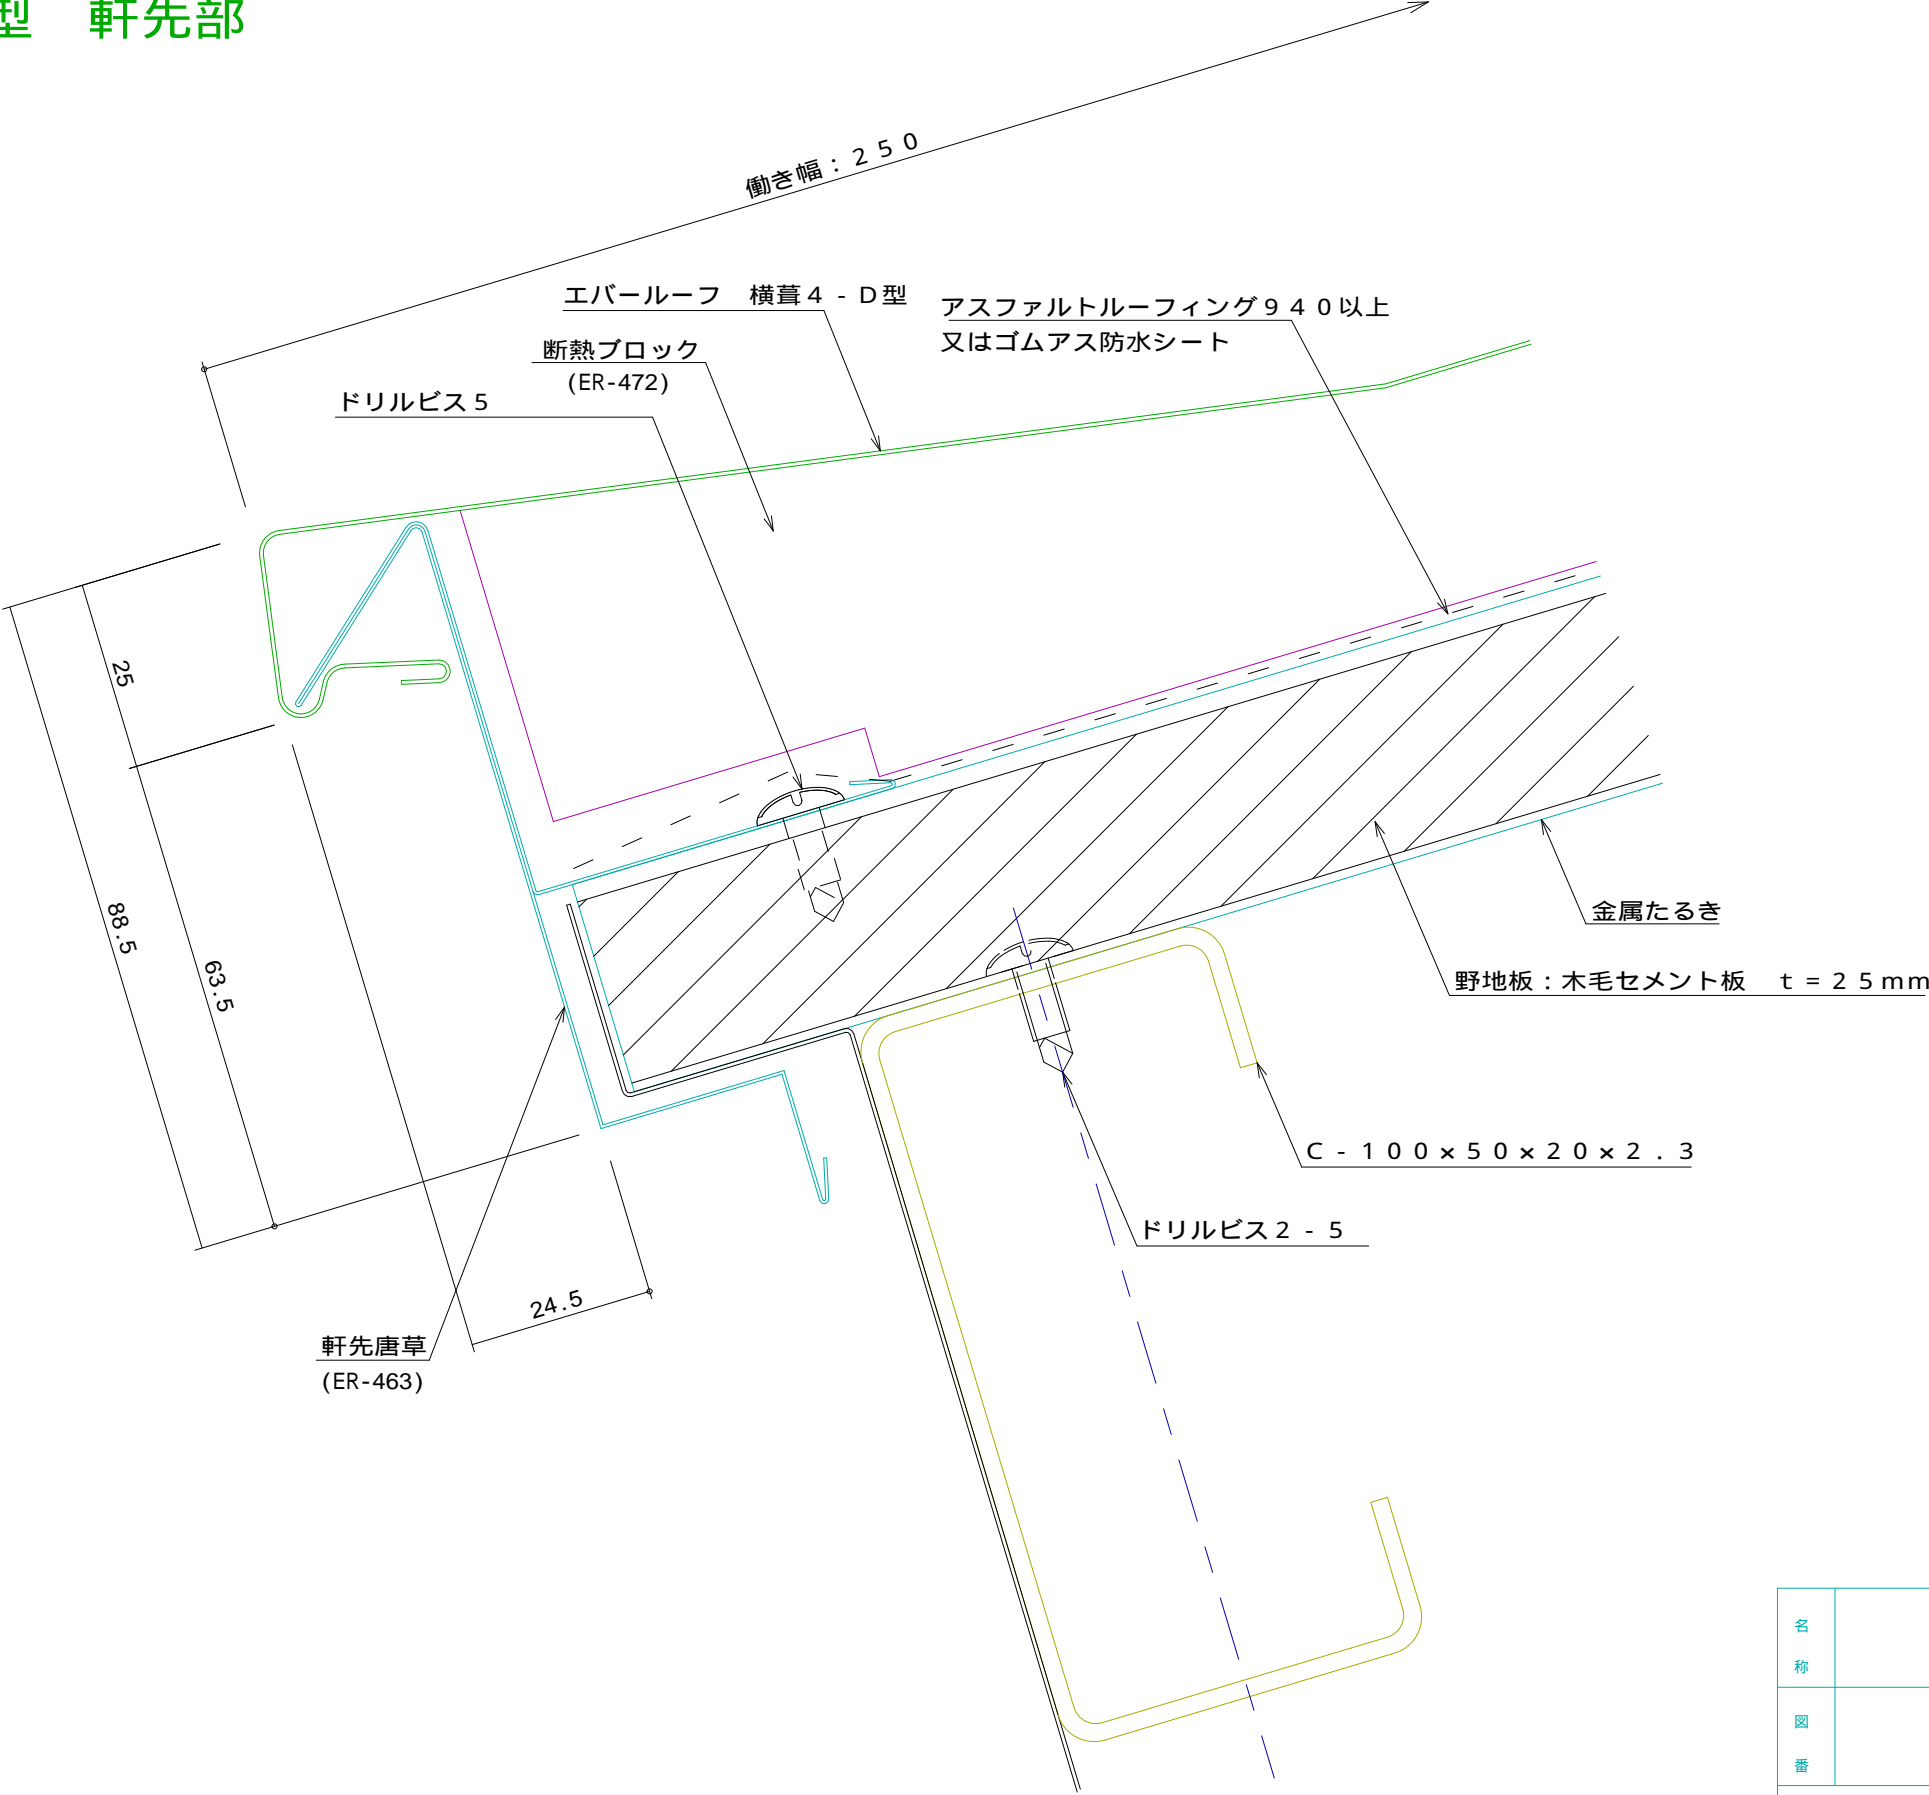 型　軒先部
働き幅：２５０
エバールーフ　横葺４‐Ｄ型
アスファルトルーフィング９４０以上
又はゴムアス防水シート
断熱ブロック
(ER-472)
ドリルビス５
25
88.5
63.5
金属たるき
野地板：木毛セメント板　ｔ＝２５ｍｍ
Ｃ‐１００×５０×２０×２．３
ドリルビス２‐５
24.5
軒先唐草
(ER-463)
名
称
図
番